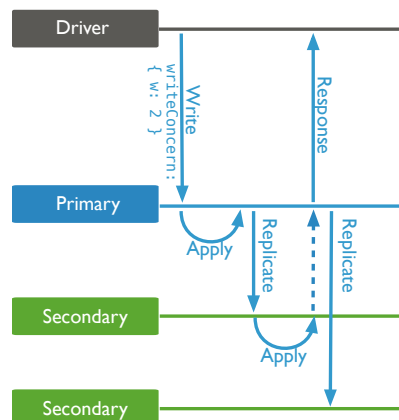 Driver
Write
writeConcern:
{ w: 2 }
Response
Primary
Apply
Replicate
Replicate
Secondary
Apply
Secondary